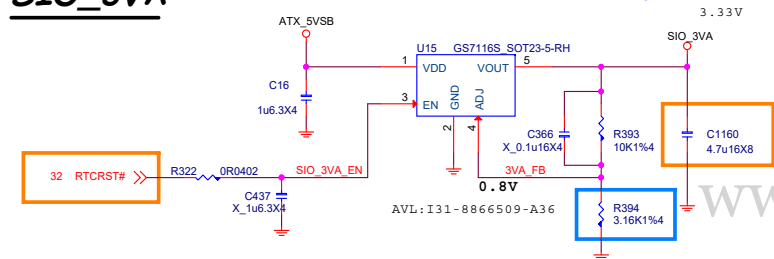 SIO_3VA
3.33V
ATX_5VSB
SIO_3VA
U15 GS7116S_SOT23-5-RH
1 VDD VOUT 5
C16
1u6.3X4
3 EN GND ADJ
2 4
C366
X_0.1u16X4
R393
10K1%4
C1160
4.7u16X8
32 RTCRST# R322 0R0402 SIO_3VA_EN 3VA_FB
0.8V
C437
X_1u6.3X4
AVL:I31-8866509-A36
R394
3.16K1%4
ww